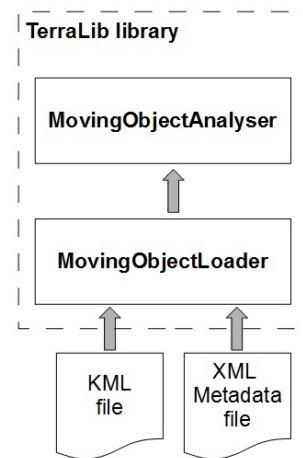 TerraLib library
MovingObjectAnalyser
MovingObjectLoader
KML
file
XML
Metadata
file